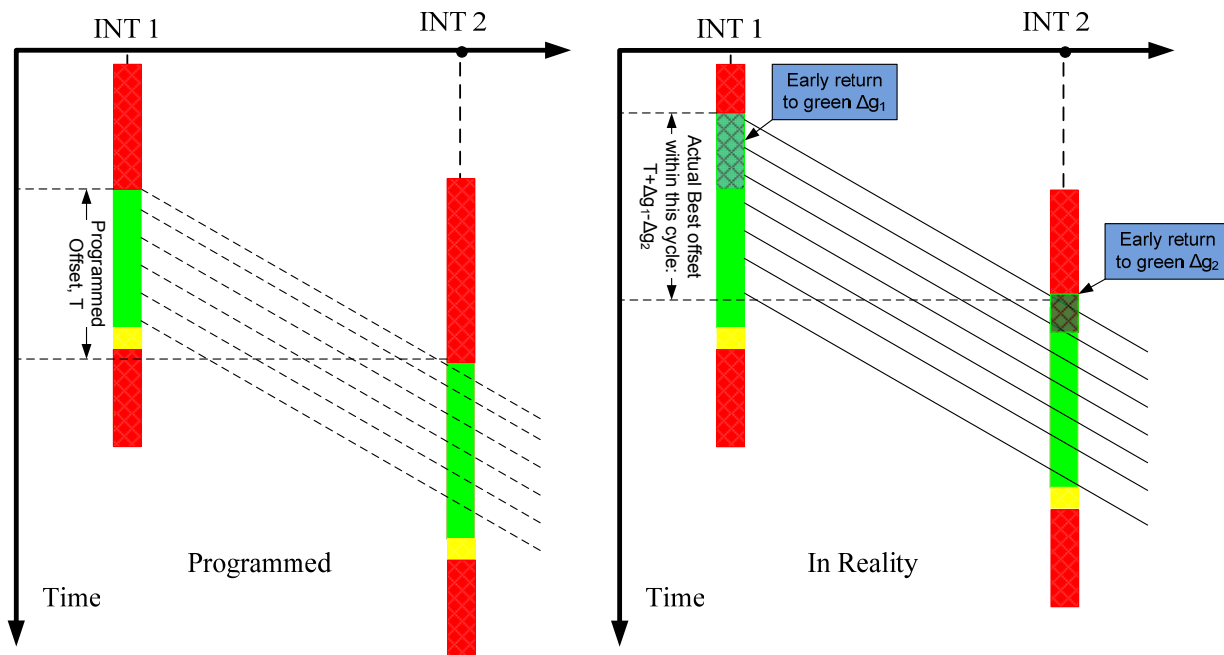 INT 1
INT 2
Programmed
Offset, T
Programmed
Time
INT 1
INT 2
Early return
to green Δg₁
Actual Best offset
within this cycle:
T+Δg₁-Δg₂
Early return
to green Δg₂
In Reality
Time